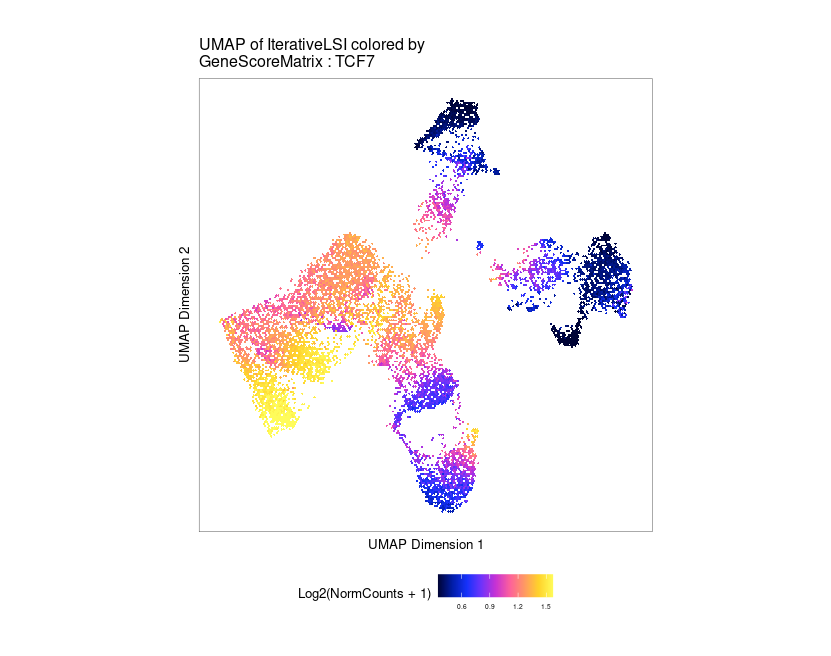 UMAP of IterativeLSI colored by
GeneScoreMatrix : TCF7
UMAP Dimension 2
UMAP Dimension 1
Log2(NormCounts + 1)
0.6 0.9 1.2 1.5